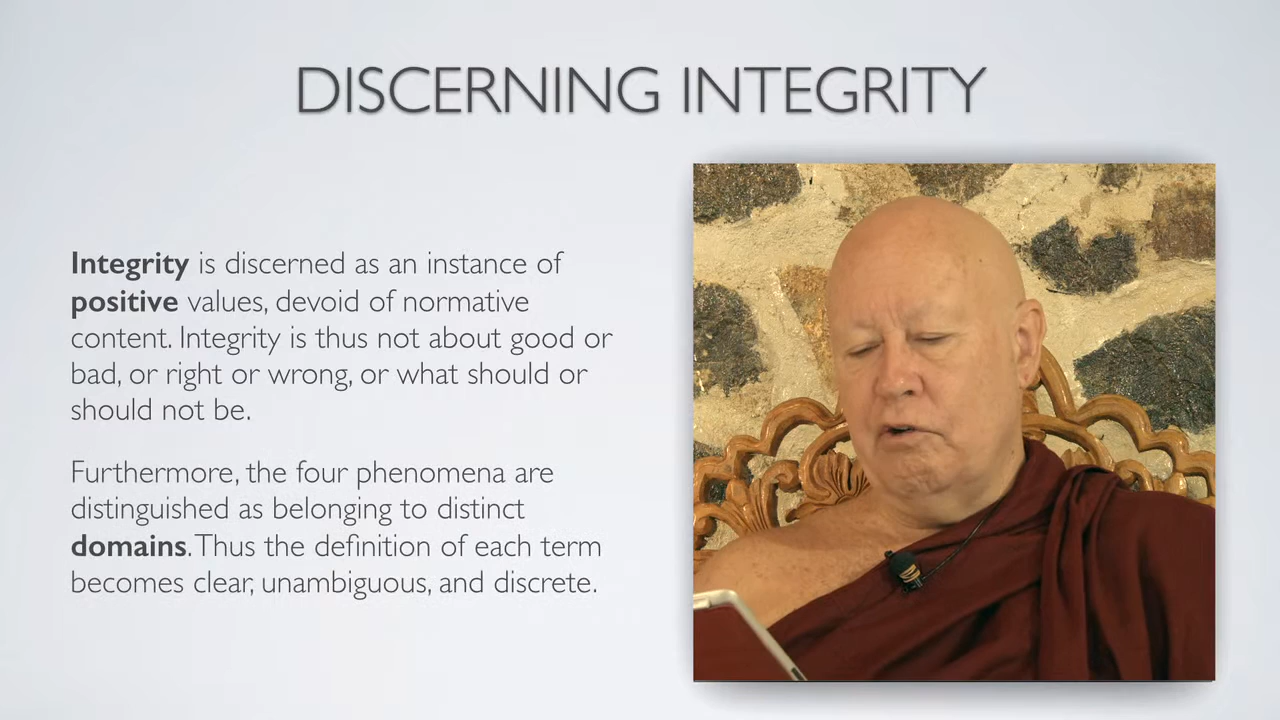 DISCERNING INTEGRITY
Integrity is discerned as an instance of
positive values, devoid of normative
content. Integrity is thus not about good or
bad, or right or wrong, or what should or
should not be.
Furthermore, the four phenomena are
distinguished as belonging to distinct
domains. Thus the definition of each term
becomes clear, unambiguous, and discrete.